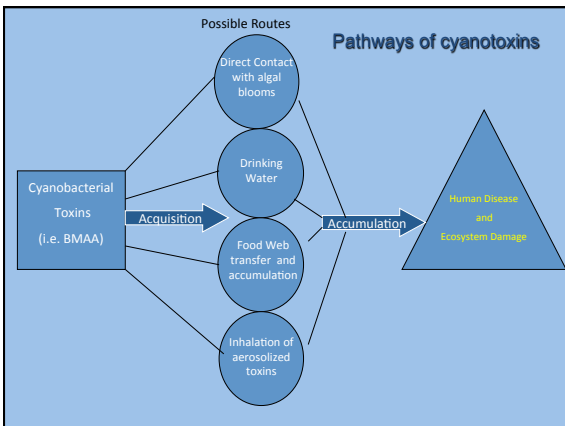 Possible Routes
Pathways of cyanotoxins
Direct Contact
with algal
blooms
Drinking
Water
Cyanobacterial
Toxins
(i.e. BMAA)
Acquisition
Food Web
transfer and
accumulation
Inhalation of
aerosolized
toxins
Accumulation
Human Disease
and
Ecosystem Damage